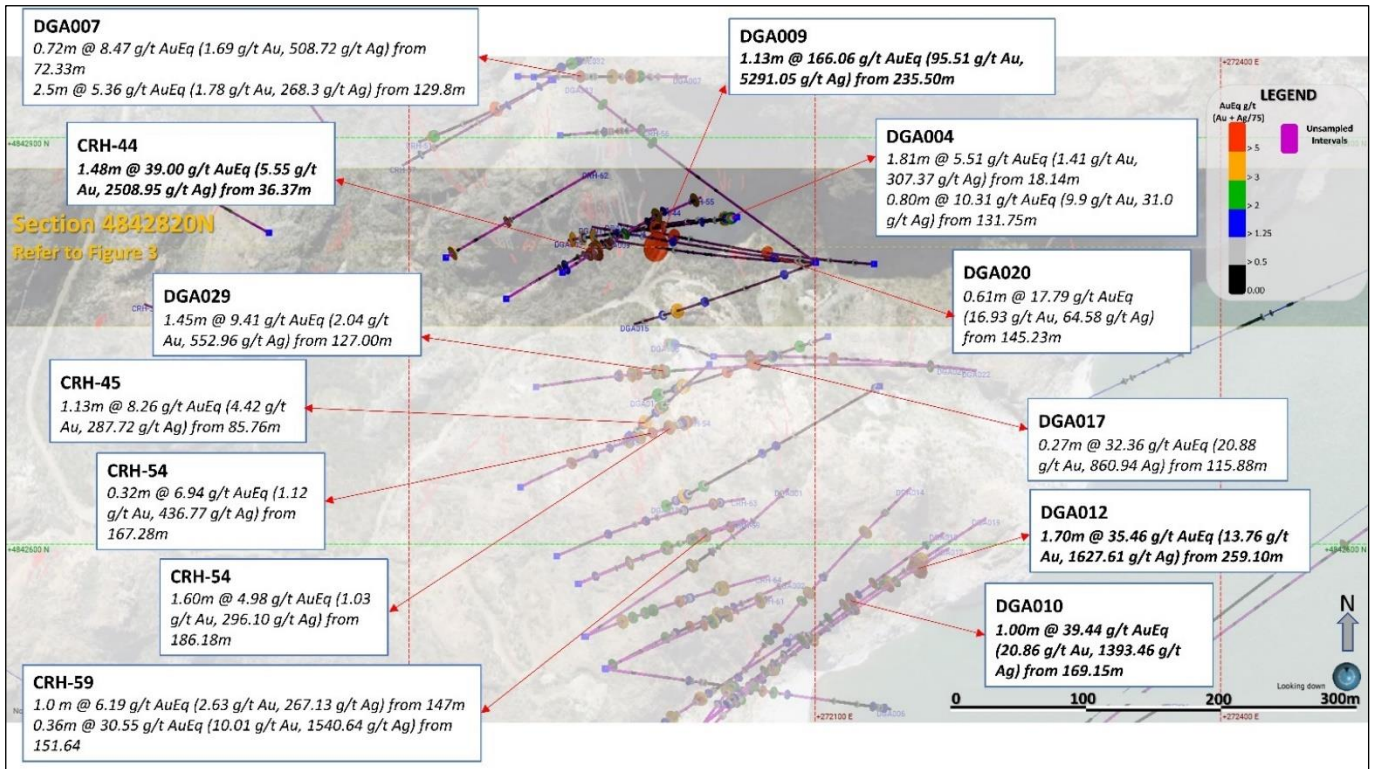 DGA007
0.72m @ 8.47 g/t AuEq (1.69 g/t Au, 508.72 g/t Ag) from
72.33m
2.5m @ 5.36 g/t AuEq (1.78 g/t Au, 268.3 g/t Ag) from 129.8m
DGA009
1.13m @ 166.06 g/t AuEq (95.51 g/t Au,
5291.05 g/t Ag) from 235.50m
+272400 E
LEGEND
AuEq g/t
(Au + Ag/75)
Unsampled
Intervals
> 5
> 3
> 2
> 1.25
> 0.5
0.00
CRH-44
1.48m @ 39.00 g/t AuEq (5.55 g/t
Au, 2508.95 g/t Ag) from 36.37m
DGA004
1.81m @ 5.51 g/t AuEq (1.41 g/t Au,
307.37 g/t Ag) from 18.14m
0.80m @ 10.31 g/t AuEq (9.9 g/t Au, 31.0
g/t Ag) from 131.75m
CRH-62
Section 4842820N
Refer to Figure 3
DGA020
0.61m @ 17.79 g/t AuEq
(16.93 g/t Au, 64.58 g/t Ag)
from 145.23m
DGA029
1.45m @ 9.41 g/t AuEq (2.04 g/t
Au, 552.96 g/t Ag) from 127.00m
DGA015
DGA022
CRH-45
1.13m @ 8.26 g/t AuEq (4.42 g/t
Au, 287.72 g/t Ag) from 85.76m
DGA017
0.27m @ 32.36 g/t AuEq (20.88
g/t Au, 860.94 Ag) from 115.88m
CRH-54
0.32m @ 6.94 g/t AuEq (1.12
g/t Au, 436.77 g/t Ag) from
167.28m
DGA014
DGA012
1.70m @ 35.46 g/t AuEq (13.76 g/t
Au, 1627.61 g/t Ag) from 259.10m
+4842600 N
CRH-54
1.60m @ 4.98 g/t AuEq (1.03
g/t Au, 296.10 g/t Ag) from
186.18m
DGA010
1.00m @ 39.44 g/t AuEq
(20.86 g/t Au, 1393.46 g/t
Ag) from 169.15m
N
Looking down
CRH-59
1.0 m @ 6.19 g/t AuEq (2.63 g/t Au, 267.13 g/t Ag) from 147m
0.36m @ 30.55 g/t AuEq (10.01 g/t Au, 1540.64 g/t Ag) from
151.64
0 100 200 300m
+272100 E
DGA006
+272400 E